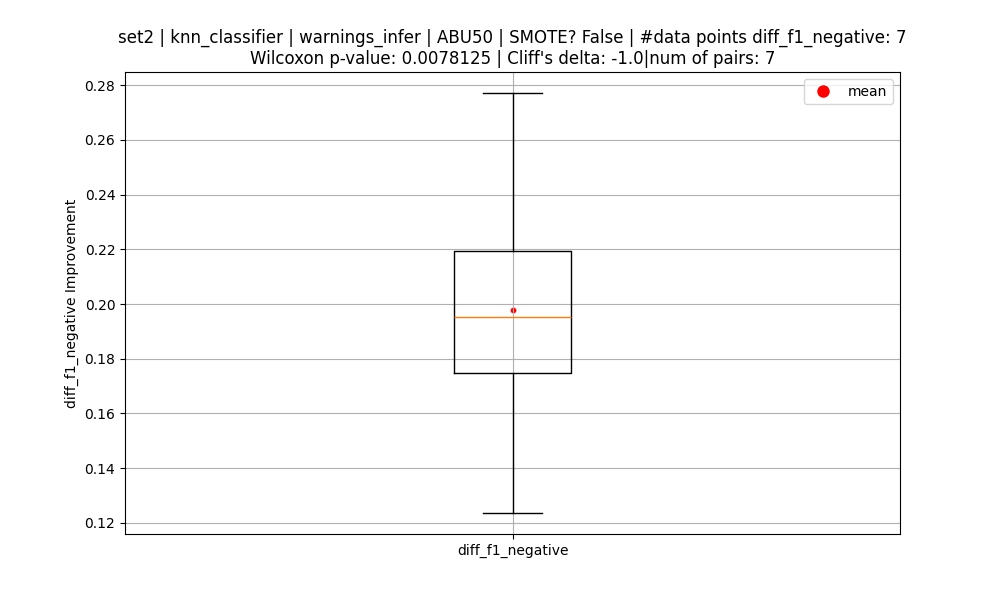 set2 | knn_classifier | warnings_infer | ABU50 | SMOTE? False | #data points diff_f1_negative: 7
Wilcoxon p-value: 0.0078125 | Cliff's delta: -1.0|num of pairs: 7
mean
0.28
0.26
0.24
0.22
0.20
0.18
0.16
0.14
0.12
diff_f1_negative Improvement
diff_f1_negative